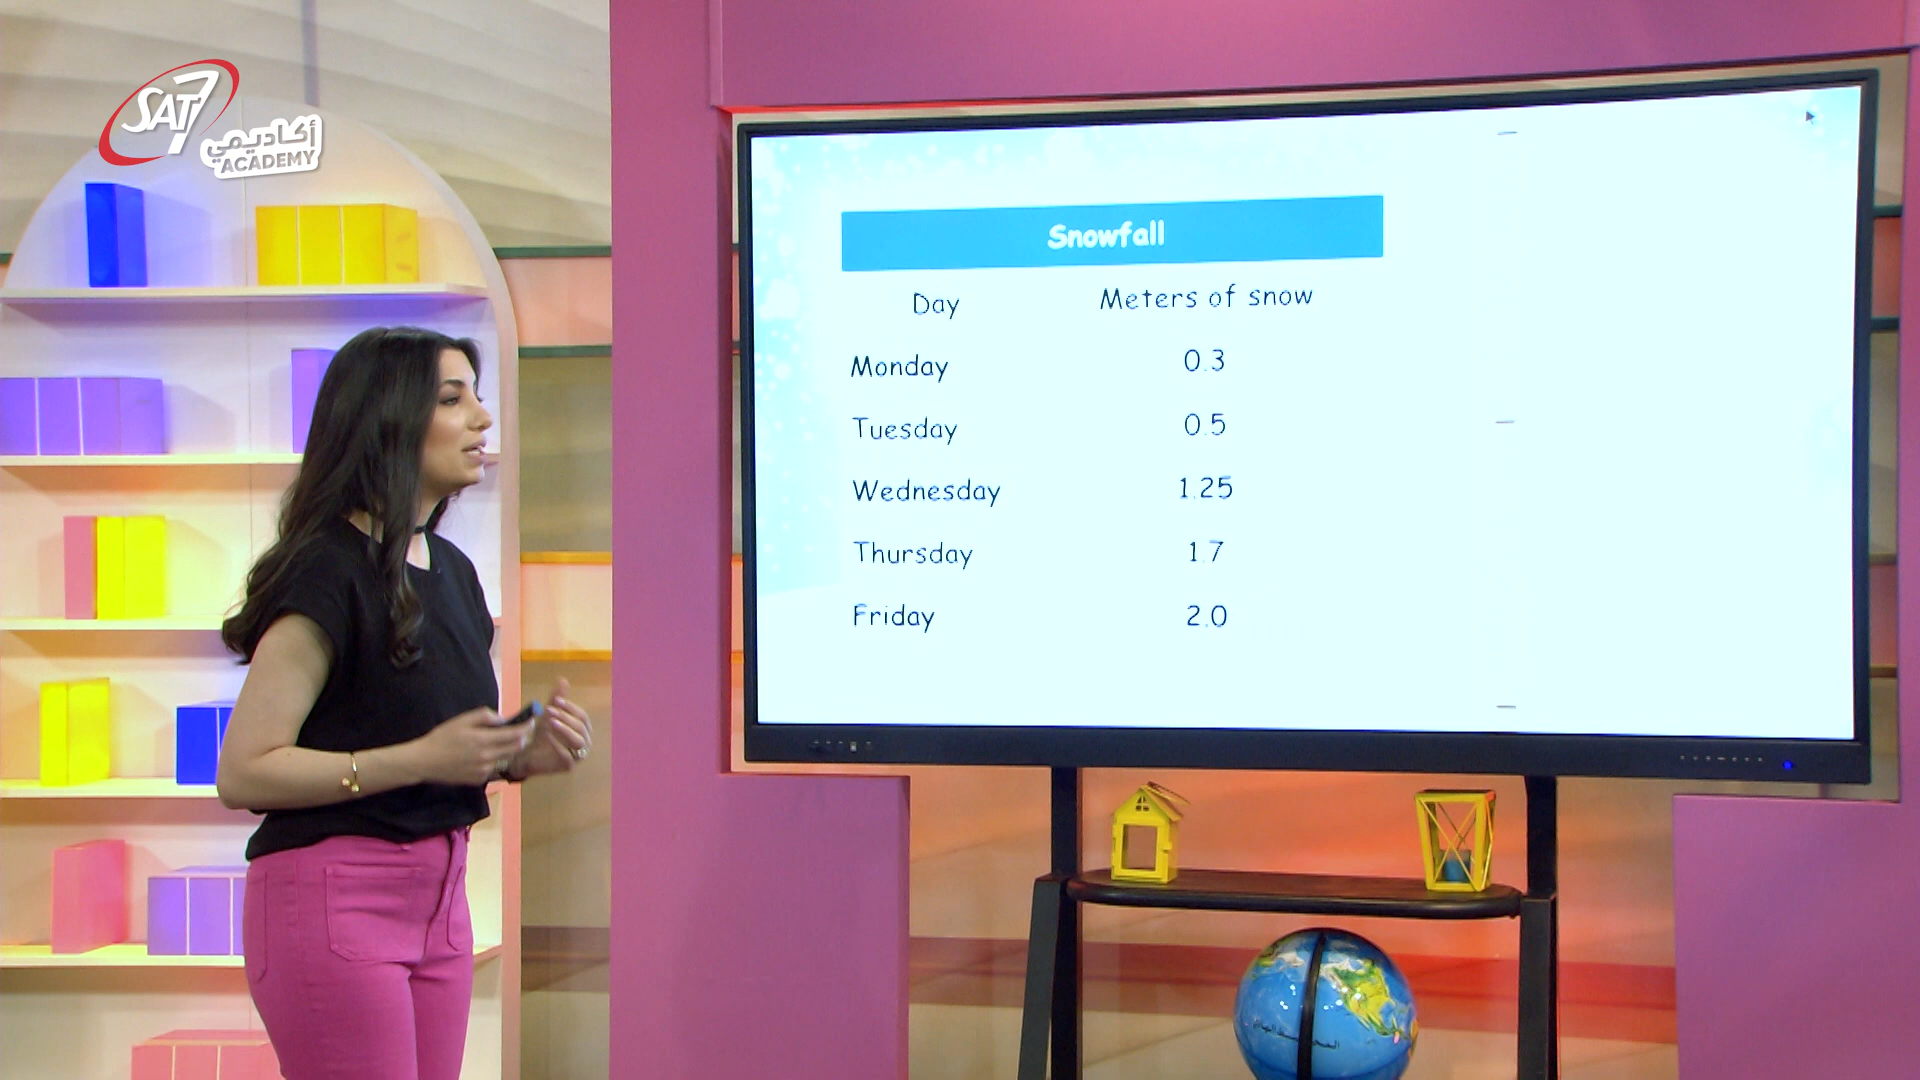 SAT7
أكاديمي
ACADEMY
Snowfall
Day Meters of snow
Monday 0.3
Tuesday 0.5
Wednesday 1.25
Thursday 1.7
Friday 2.0